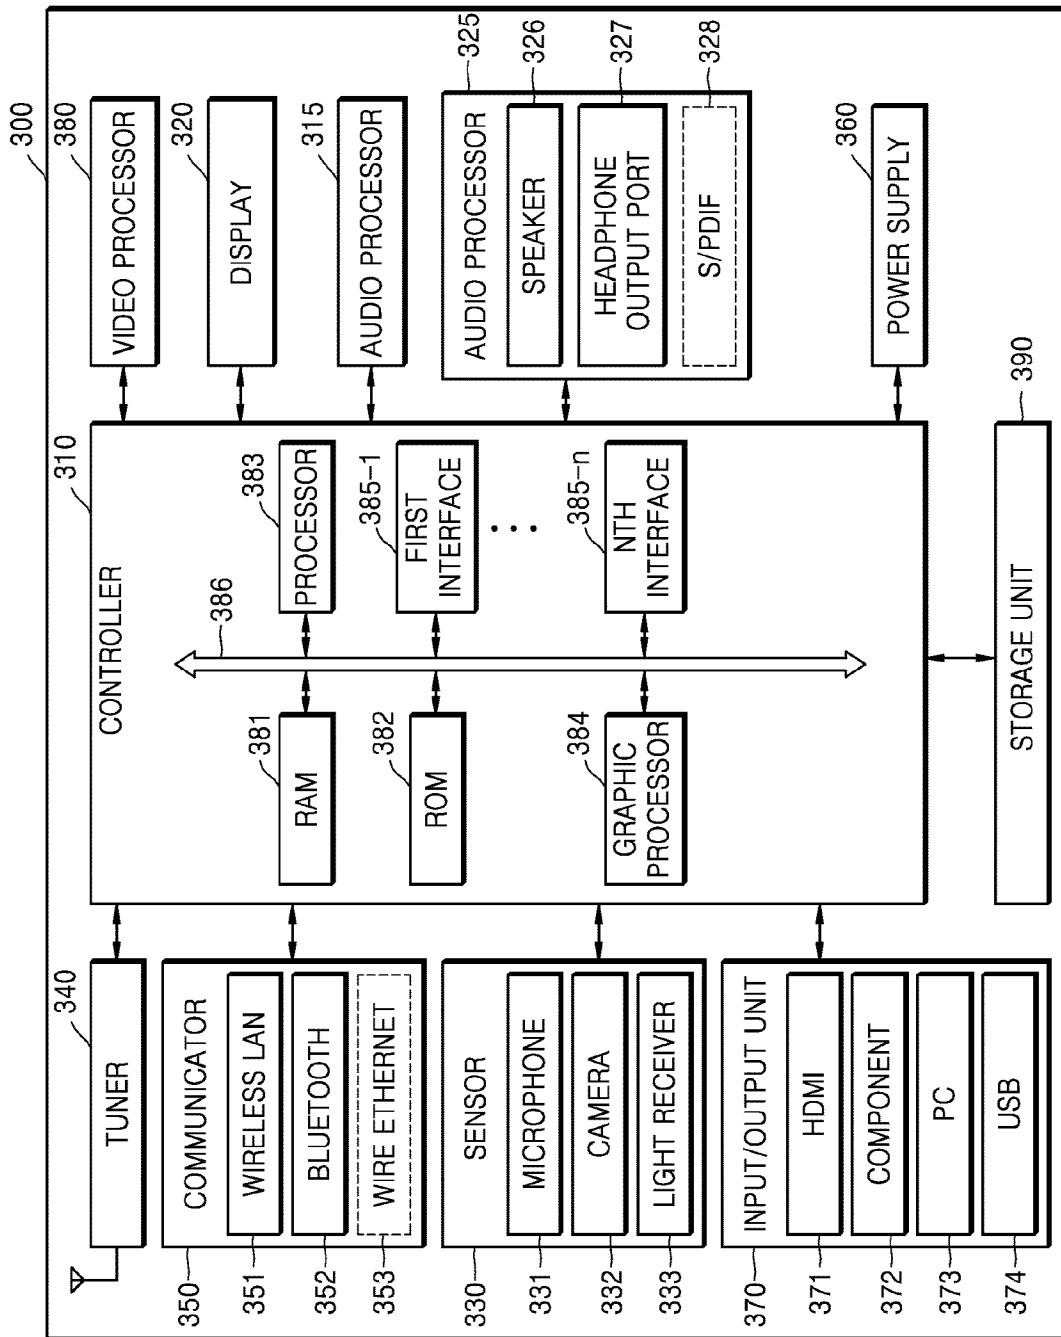 300
340
TUNER
350
COMMUNICATOR
351
WIRELESS LAN
352
BLUETOOTH
353
WIRE ETHERNET
330
SENSOR
331
MICROPHONE
332
CAMERA
333
LIGHT RECEIVER
370
INPUT/OUTPUT UNIT
371
HDMI
372
COMPONENT
373
PC
374
USB
310
CONTROLLER
386
381
RAM
382
ROM
384
GRAPHIC
PROCESSOR
383
PROCESSOR
385-1
FIRST
INTERFACE
385-n
NTH
INTERFACE
380
VIDEO PROCESSOR
320
DISPLAY
315
AUDIO PROCESSOR
325
AUDIO PROCESSOR
326
SPEAKER
327
HEADPHONE
OUTPUT PORT
328
S/PDIF
360
POWER SUPPLY
390
STORAGE UNIT